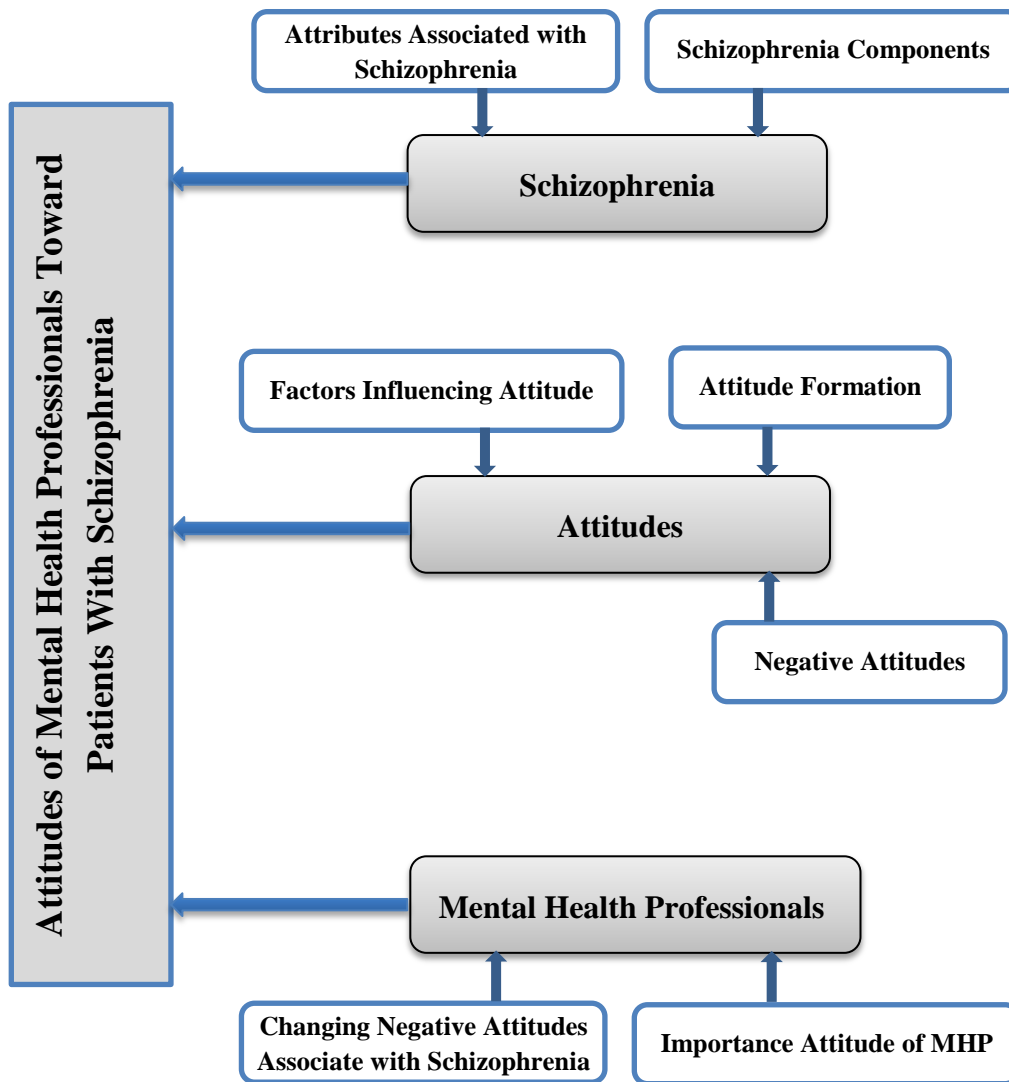 Attitudes of Mental Health Professionals Toward
Patients With Schizophrenia
Attributes Associated with
Schizophrenia
Schizophrenia Components
Schizophrenia
Factors Influencing Attitude
Attitude Formation
Attitudes
Negative Attitudes
Mental Health Professionals
Changing Negative Attitudes
Associate with Schizophrenia
Importance Attitude of MHP